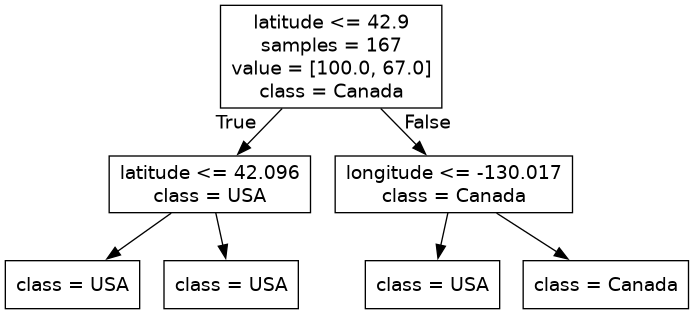 latitude <= 42.9
samples = 167
value = [100.0, 67.0]
class = Canada
True
False
latitude <= 42.096
class = USA
longitude <= -130.017
class = Canada
class = USA
class = USA
class = USA
class = Canada